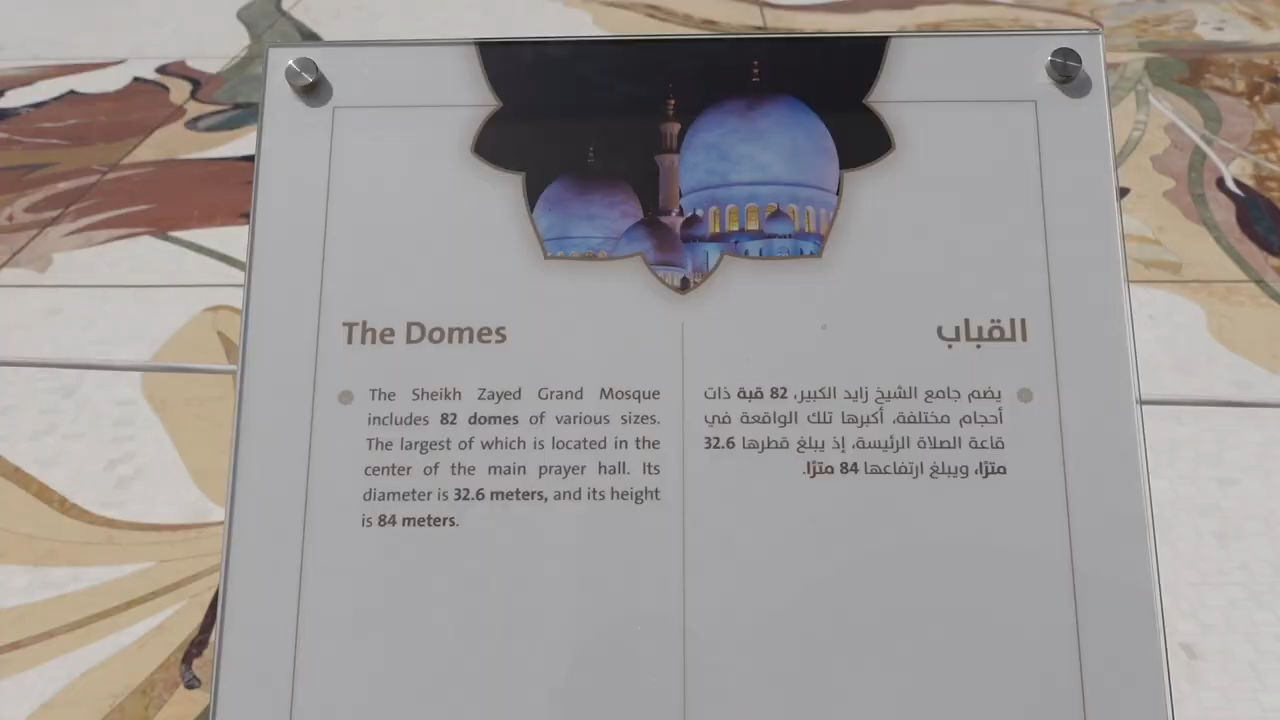 The Domes
The Sheikh Zayed Grand Mosque
includes 82 domes of various sizes.
The largest of which is located in the
center of the main prayer hall. Its
diameter is 32.6 meters, and its height
is 84 meters.
القباب
يضم جامع الشيخ زايد الكبير، 82 قبة ذات
أحجام مختلفة، أكبرها تلك الواقعة في
قاعة الصلاة الرئيسة، إذ يبلغ قطرها 32.6
مترًا، ويبلغ ارتفاعها 84 مترًا.